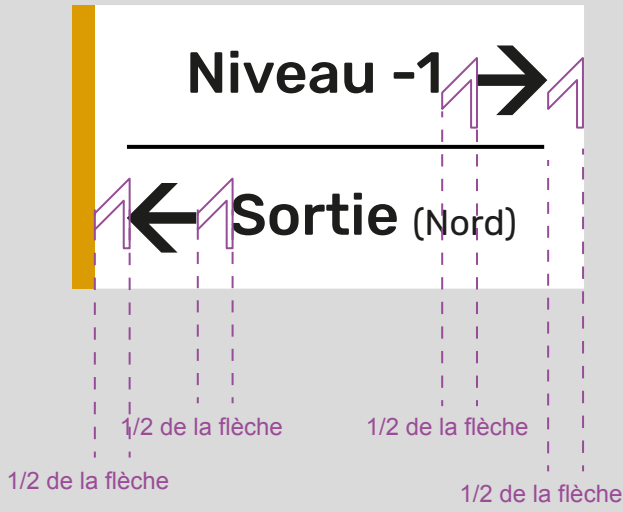 Niveau -1
Sortie (Nord)
1/2 de la flèche
1/2 de la flèche
1/2 de la flèche
1/2 de la flèche